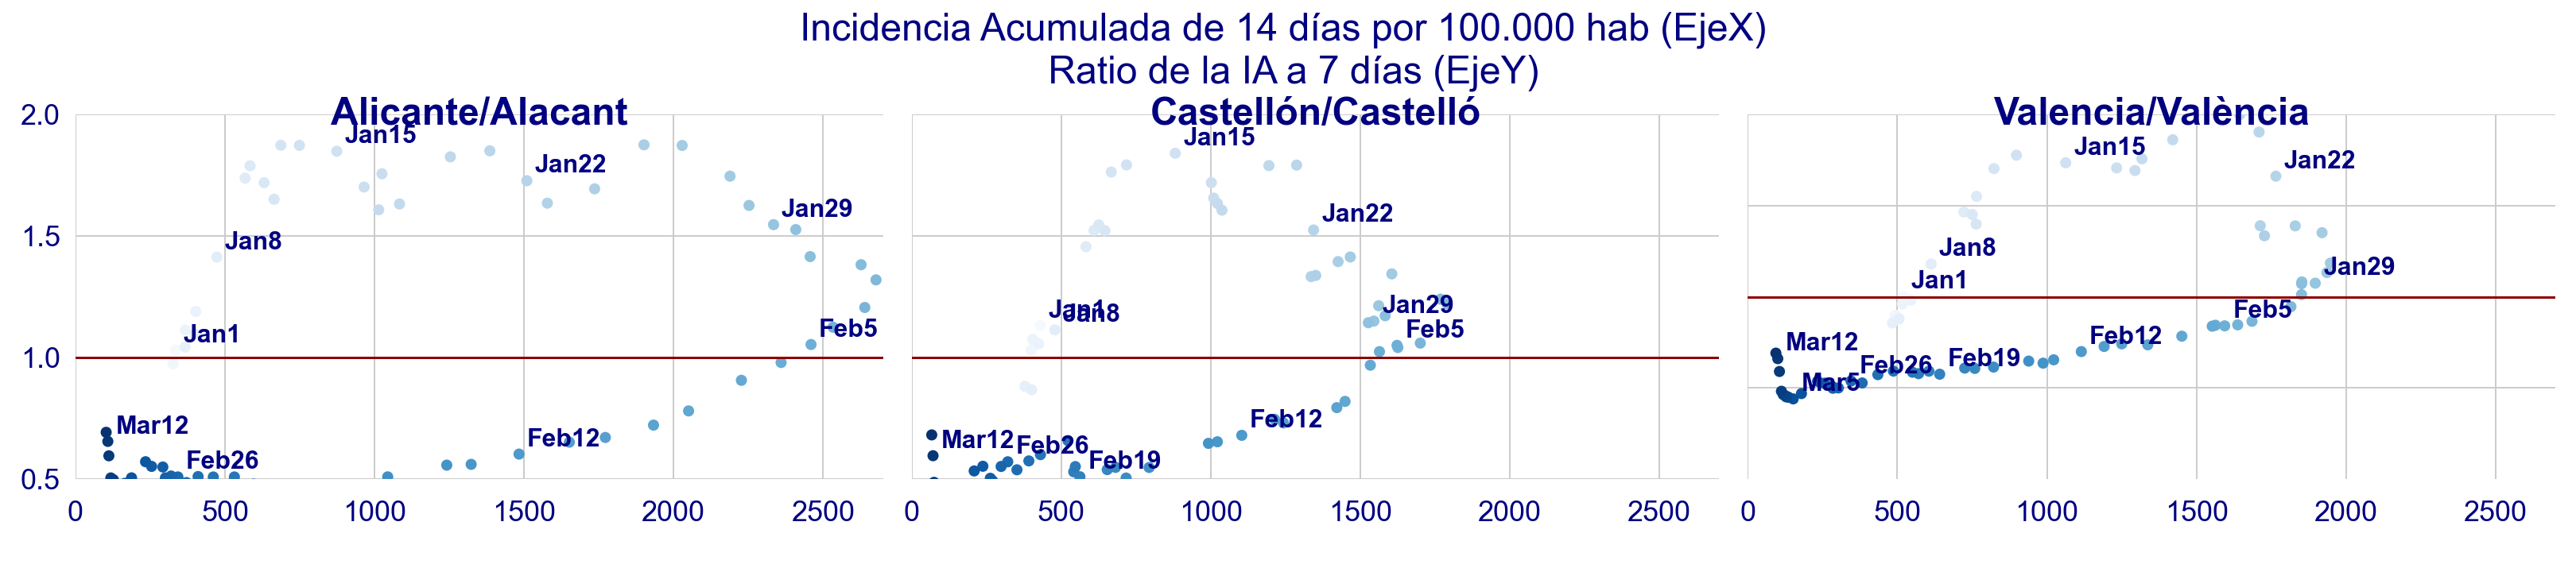 Incidencia Acumulada de 14 días por 100.000 hab (EjeX)
Ratio de la IA a 7 días (EjeY)
Alicante/Alacant
Castellón/Castelló
Valencia/València
2.0
1.5
1.0
0.5
Jan15
Jan22
Jan29
Jan8
Jan1
Feb5
Mar12
Feb12
Feb26
0
500
1000
1500
2000
2500
Jan15
Jan22
Jan1
Jan8
Jan29
Feb5
Mar12
Feb26
Feb19
Feb12
0
500
1000
1500
2000
2500
Jan15
Jan22
Jan8
Jan29
Jan1
Feb5
Mar12
Feb12
Feb26
Feb19
Mar5
0
500
1000
1500
2000
2500